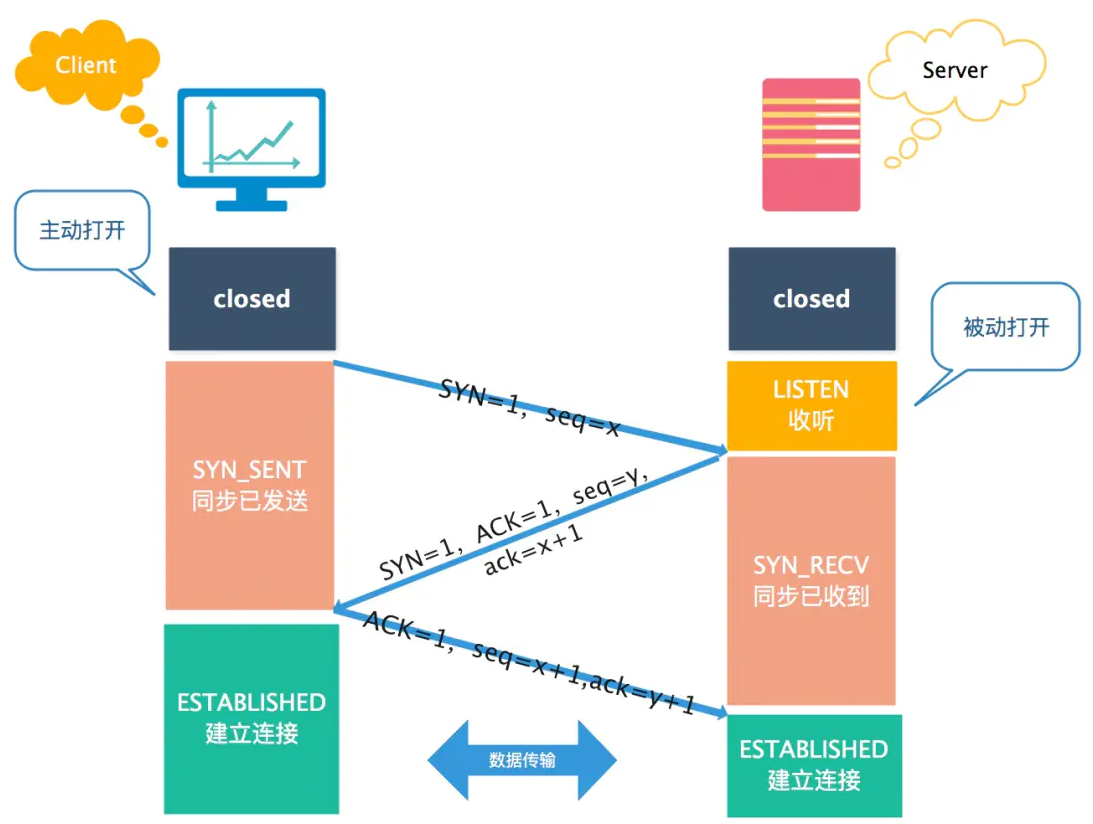 Client
Server
主动打开
closed
closed
被动打开
LISTEN
收听
SYN=1, seq=x
SYN_SENT
同步已发送
SYN=1, ACK=1, seq=y,
ack=x+1
SYN_RECV
同步已收到
ACK=1, seq=x+1,ack=y+1
ESTABLISHED
建立连接
数据传输
ESTABLISHED
建立连接